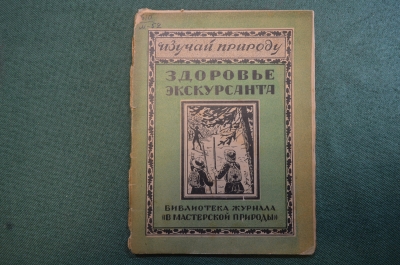 ИЗУЧАЙ ПРИРОДУ
ЗДОРОВЬЕ
ЭКСКУРСАНТА
БИБЛИОТЕКА ЖУРНАЛА
«В МАСТЕРСКОЙ ПРИРОДЫ»